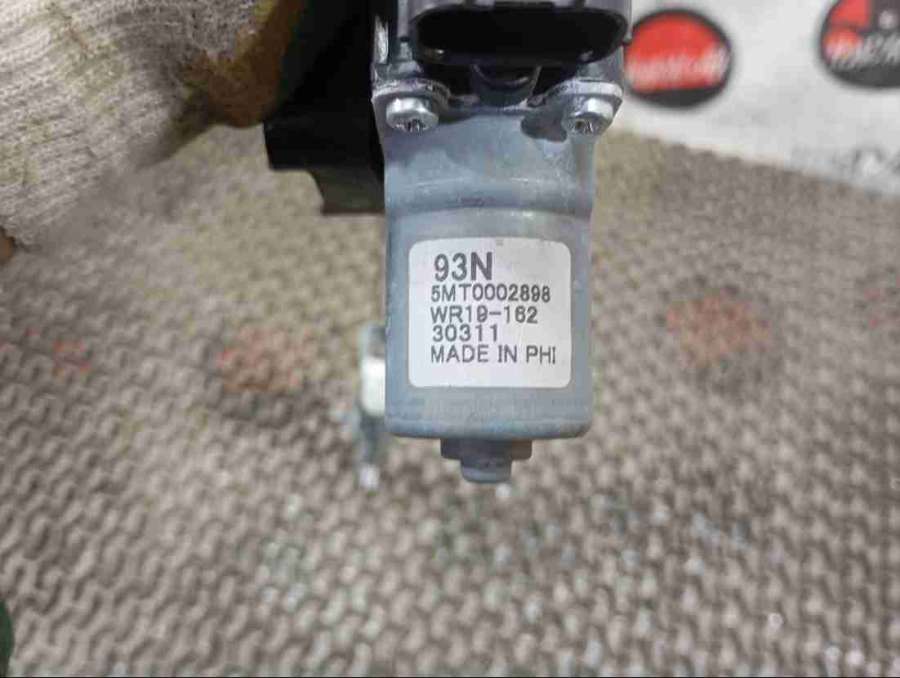 93N
5MT0002898
WR19-162
30311
MADE IN PHI